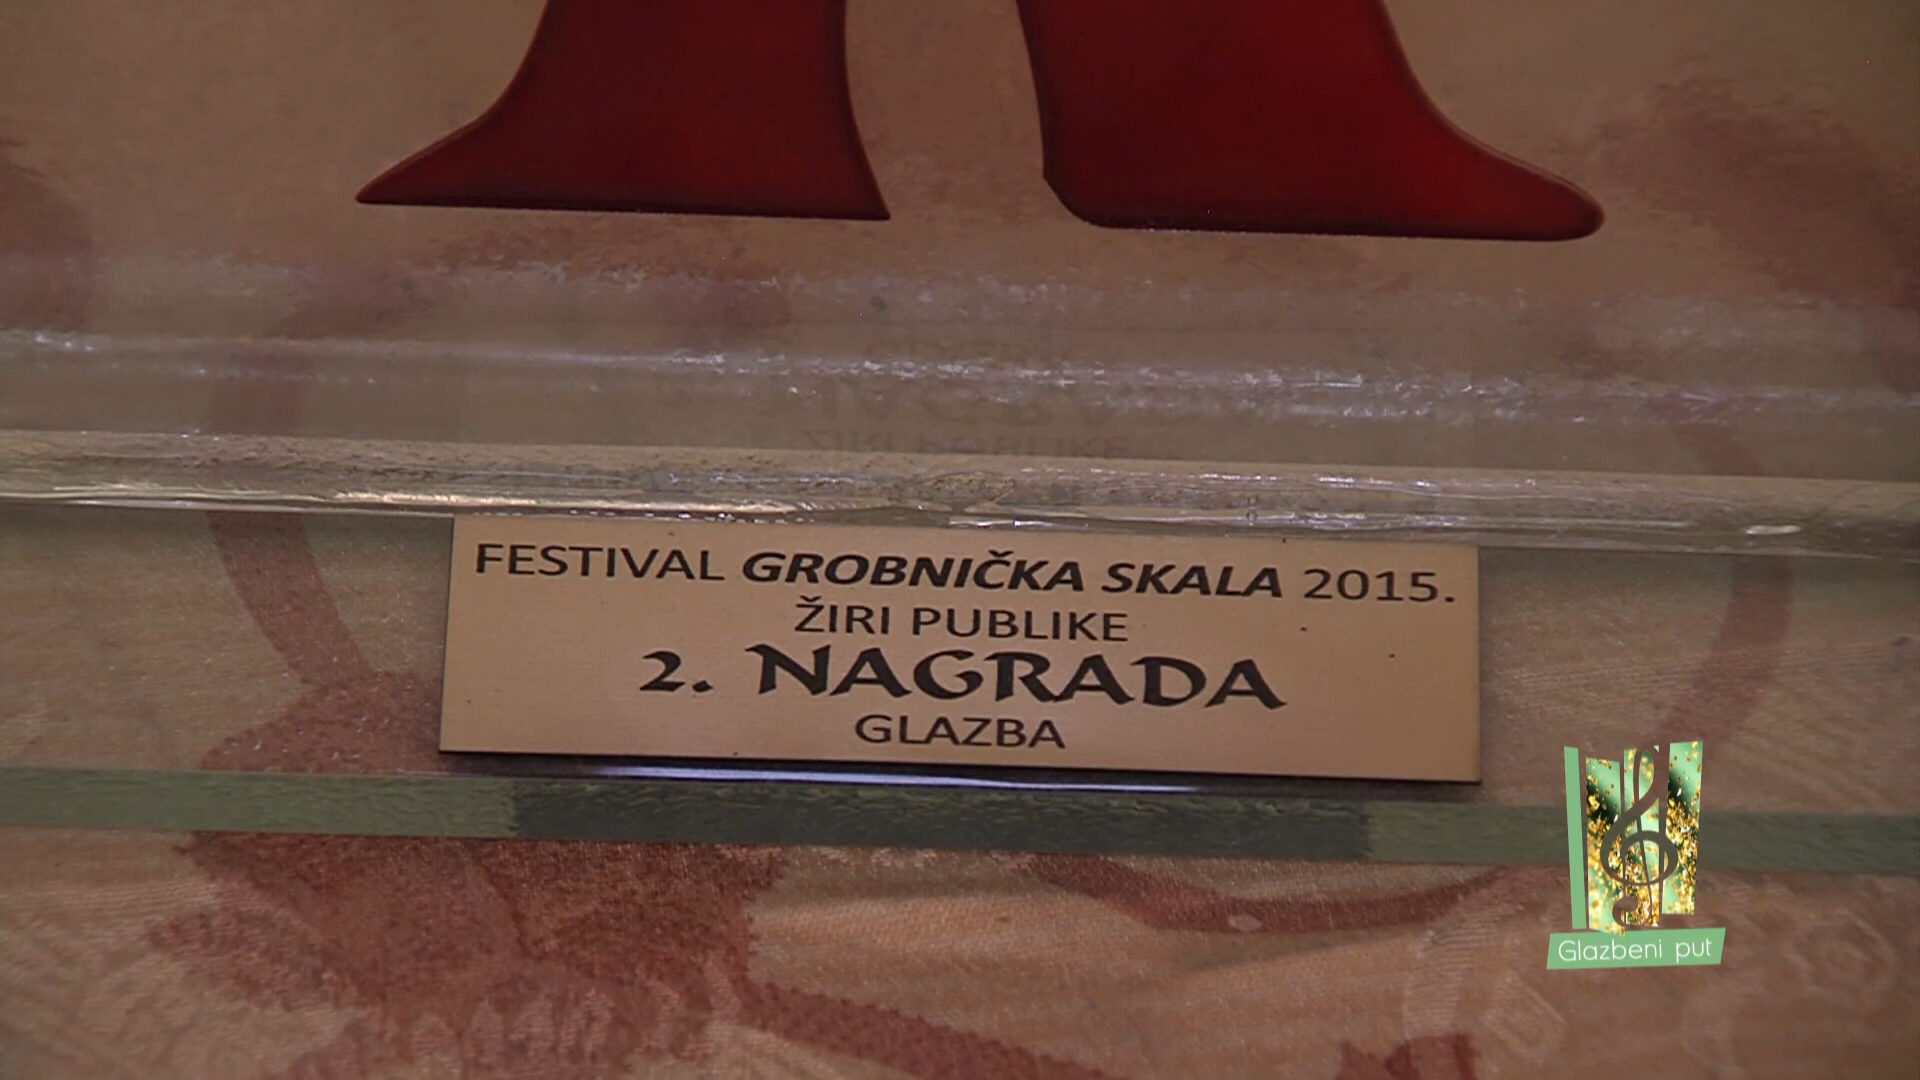 FESTIVAL GROBNIČKA SKALA 2015.
ŽIRI PUBLIKE
2. NAGRADA
GLAZBA
Glazbeni put